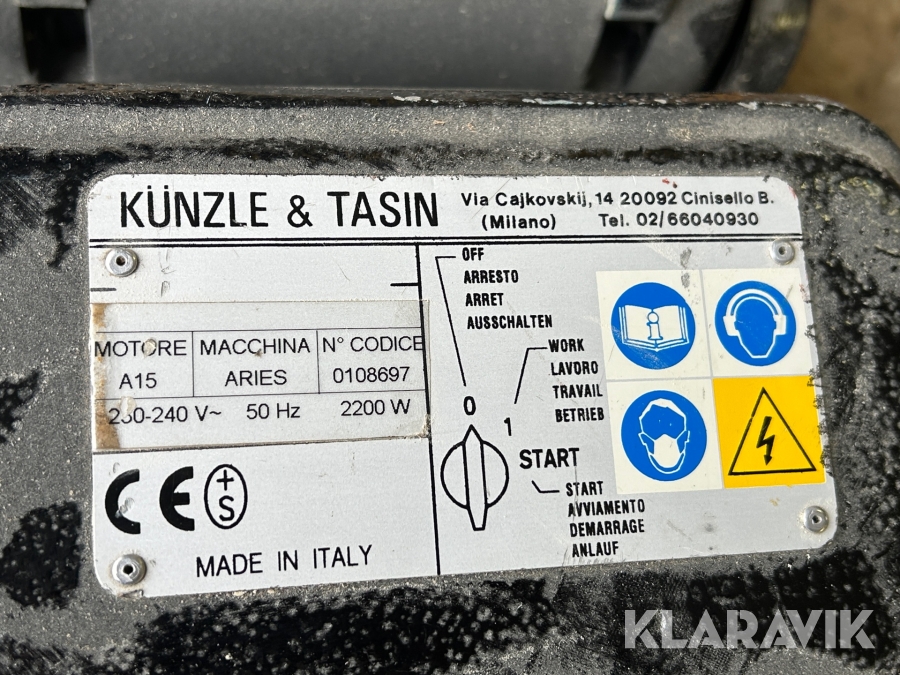 KÜNZLE & TASIN
Via Cajkovskij, 14 20092 Cinisello B.
(Milano) Tel. 02/66040930
MOTORE MACCHINA N° CODICE
A15 ARIES 0108697
230-240 V~ 50 Hz 2200 W
CE +S
MADE IN ITALY
OFF
ARRESTO
ARRET
AUSSCHALTEN
WORK
LAVORO
TRAVAIL
BETRIEB
0
1
START
START
AVVIAMENTO
DEMARRAGE
ANLAUF
i
KLARAVIK